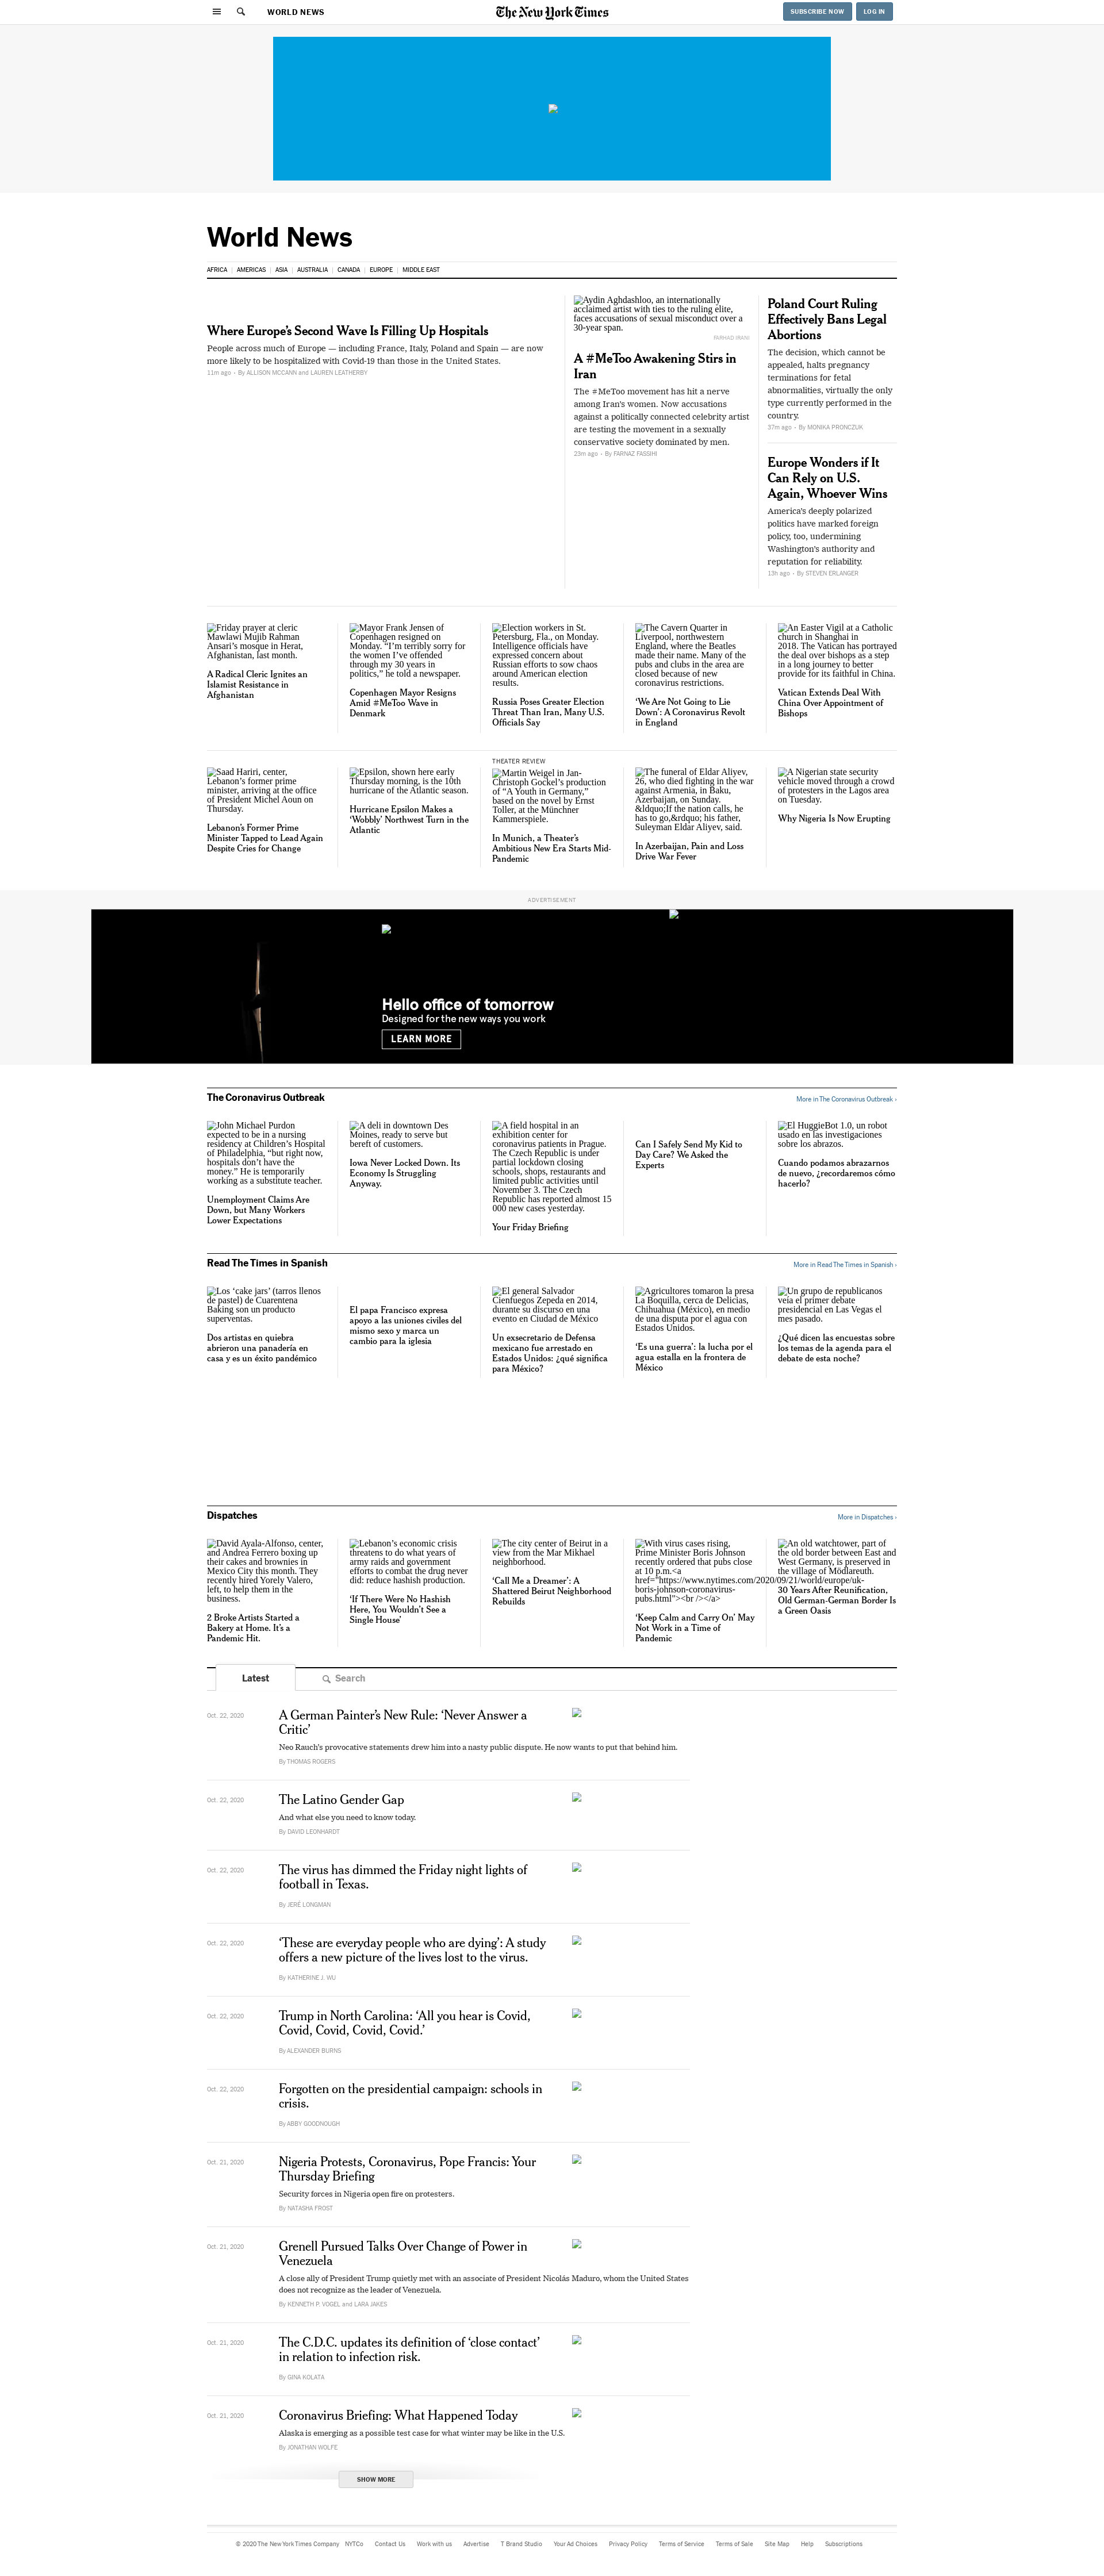 WORLD NEWS
The New York Times
SUBSCRIBE NOW
LOG IN
World News
AFRICA
AMERICAS
ASIA
AUSTRALIA
CANADA
EUROPE
MIDDLE EAST
Where Europe's Second Wave Is Filling Up Hospitals
People across much of Europe — including France, Italy, Poland and Spain — are now
more likely to be hospitalized with Covid-19 than those in the United States.
11m ago • By ALLISON MCCANN and LAUREN LEATHERBY
Aydin Aghdashloo, an internationally
acclaimed artist with ties to the ruling elite,
faces accusations of sexual misconduct over a
30-year span.
FARHAD IRANI
A #MeToo Awakening Stirs in
Iran
The #MeToo movement has hit a nerve
among Iran's women. Now accusations
against a politically connected celebrity artist
are testing the movement in a sexually
conservative society dominated by men.
23m ago • By FARNAZ FASSIHI
Poland Court Ruling
Effectively Bans Legal
Abortions
The decision, which cannot be
appealed, halts pregnancy
terminations for fetal
abnormalities, virtually the only
type currently performed in the
country.
37m ago • By MONIKA PRONCZUK
Europe Wonders if It
Can Rely on U.S.
Again, Whoever Wins
America's deeply polarized
politics have marked foreign
policy, too, undermining
Washington's authority and
reputation for reliability.
13h ago • By STEVEN ERLANGER
Friday prayer at cleric
Mawlawi Mujib Rahman
Ansari's mosque in Herat,
Afghanistan, last month.
A Radical Cleric Ignites an
Islamist Resistance in
Afghanistan
Mayor Frank Jensen of
Copenhagen resigned on
Monday. “I'm terribly sorry for
the women I've offended
through my 30 years in
politics,” he told a newspaper.
Copenhagen Mayor Resigns
Amid #MeToo Wave in
Denmark
Election workers in St.
Petersburg, Fla., on Monday.
Intelligence officials have
expressed concern about
Russian efforts to sow chaos
around American election
results.
Russia Poses Greater Election
Threat Than Iran, Many U.S.
Officials Say
The Cavern Quarter in
Liverpool, northwestern
England, where the Beatles
made their name. Many of the
pubs and clubs in the area are
closed because of new
coronavirus restrictions.
‘We Are Not Going to Lie
Down’: A Coronavirus Revolt
in England
An Easter Vigil at a Catholic
church in Shanghai in
2018. The Vatican has portrayed
the deal over bishops as a step
in a long journey to better
provide for its faithful in China.
Vatican Extends Deal With
China Over Appointment of
Bishops
Saad Hariri, center,
Lebanon's former prime
minister, arriving at the office
of President Michel Aoun on
Thursday.
Lebanon's Former Prime
Minister Tapped to Lead Again
Despite Cries for Change
Epsilon, shown here early
Thursday morning, is the 10th
hurricane of the Atlantic season.
Hurricane Epsilon Makes a
‘Wobbly’ Northwest Turn in the
Atlantic
THEATER REVIEW
Martin Weigel in Jan-
Christoph Gockel's production
of “A Youth in Germany,”
based on the novel by Ernst
Toller, at the Münchner
Kammerspiele.
In Munich, a Theater's
Ambitious New Era Starts Mid-
Pandemic
The funeral of Eldar Aliyev,
26, who died fighting in the war
against Armenia, in Baku,
Azerbaijan, on Sunday.
&ldquo;If the nation calls, he
has to go,&rdquo; his father,
Suleyman Eldar Aliyev, said.
In Azerbaijan, Pain and Loss
Drive War Fever
A Nigerian state security
vehicle moved through a crowd
of protesters in the Lagos area
on Tuesday.
Why Nigeria Is Now Erupting
ADVERTISEMENT
Hello office of tomorrow
Designed for the new ways you work
LEARN MORE
The Coronavirus Outbreak
More in The Coronavirus Outbreak ›
John Michael Purdon
expected to be in a nursing
residency at Children's Hospital
of Philadelphia, “but right now,
hospitals don't have the
money.” He is temporarily
working as a substitute teacher.
Unemployment Claims Are
Down, but Many Workers
Lower Expectations
A deli in downtown Des
Moines, ready to serve but
bereft of customers.
Iowa Never Locked Down. Its
Economy Is Struggling
Anyway.
A field hospital in an
exhibition center for
coronavirus patients in Prague.
The Czech Republic is under
partial lockdown closing
schools, shops, restaurants and
limited public activities until
November 3. The Czech
Republic has reported almost 15
000 new cases yesterday.
Your Friday Briefing
Can I Safely Send My Kid to
Day Care? We Asked the
Experts
El HuggieBot 1.0, un robot
usado en las investigaciones
sobre los abrazos.
Cuando podamos abrazarnos
de nuevo, ¿recordaremos cómo
hacerlo?
Read The Times in Spanish
More in Read The Times in Spanish ›
Los ‘cake jars’ (tarros llenos
de pastel) de Cuarentena
Baking son un producto
superventas.
Dos artistas en quiebra
abrieron una panadería en
casa y es un éxito pandémico
El papa Francisco expresa
apoyo a las uniones civiles del
mismo sexo y marca un
cambio para la iglesia
El general Salvador
Cienfuegos Zepeda en 2014,
durante su discurso en una
evento en Ciudad de México
Un exsecretario de Defensa
mexicano fue arrestado en
Estados Unidos: ¿qué significa
para México?
Agricultores tomaron la presa
La Boquilla, cerca de Delicias,
Chihuahua (México), en medio
de una disputa por el agua con
Estados Unidos.
‘Es una guerra’: la lucha por el
agua estalla en la frontera de
México
Un grupo de republicanos
veía el primer debate
presidencial en Las Vegas el
mes pasado.
¿Qué dicen las encuestas sobre
los temas de la agenda para el
debate de esta noche?
Dispatches
More in Dispatches ›
David Ayala-Alfonso, center,
and Andrea Ferrero boxing up
their cakes and brownies in
Mexico City this month. They
recently hired Yorely Valero,
left, to help them in the
business.
2 Broke Artists Started a
Bakery at Home. It's a
Pandemic Hit.
Lebanon's economic crisis
threatens to do what years of
army raids and government
efforts to combat the drug never
did: reduce hashish production.
‘If There Were No Hashish
Here, You Wouldn't See a
Single House’
The city center of Beirut in a
view from the Mar Mikhael
neighborhood.
‘Call Me a Dreamer’: A
Shattered Beirut Neighborhood
Rebuilds
With virus cases rising,
Prime Minister Boris Johnson
recently ordered that pubs close
at 10 p.m.<a
href="https://www.nytimes.com/2020/09/21/world/europe/uk-
boris-johnson-coronavirus-
pubs.html"><br /></a>
‘Keep Calm and Carry On’ May
Not Work in a Time of
Pandemic
An old watchtower, part of
the old border between East and
West Germany, is preserved in
the village of Mödlareuth.
30 Years After Reunification,
Old German-German Border Is
a Green Oasis
Latest
Search
Oct. 22, 2020
A German Painter's New Rule: ‘Never Answer a
Critic’
Neo Rauch's provocative statements drew him into a nasty public dispute. He now wants to put that behind him.
By THOMAS ROGERS
Oct. 22, 2020
The Latino Gender Gap
And what else you need to know today.
By DAVID LEONHARDT
Oct. 22, 2020
The virus has dimmed the Friday night lights of
football in Texas.
By JERÉ LONGMAN
Oct. 22, 2020
‘These are everyday people who are dying’: A study
offers a new picture of the lives lost to the virus.
By KATHERINE J. WU
Oct. 22, 2020
Trump in North Carolina: ‘All you hear is Covid,
Covid, Covid, Covid, Covid.’
By ALEXANDER BURNS
Oct. 22, 2020
Forgotten on the presidential campaign: schools in
crisis.
By ABBY GOODNOUGH
Oct. 21, 2020
Nigeria Protests, Coronavirus, Pope Francis: Your
Thursday Briefing
Security forces in Nigeria open fire on protesters.
By NATASHA FROST
Oct. 21, 2020
Grenell Pursued Talks Over Change of Power in
Venezuela
A close ally of President Trump quietly met with an associate of President Nicolás Maduro, whom the United States
does not recognize as the leader of Venezuela.
By KENNETH P. VOGEL and LARA JAKES
Oct. 21, 2020
The C.D.C. updates its definition of ‘close contact’
in relation to infection risk.
By GINA KOLATA
Oct. 21, 2020
Coronavirus Briefing: What Happened Today
Alaska is emerging as a possible test case for what winter may be like in the U.S.
By JONATHAN WOLFE
SHOW MORE
© 2020 The New York Times Company
NYTCo
Contact Us
Work with us
Advertise
T Brand Studio
Your Ad Choices
Privacy Policy
Terms of Service
Terms of Sale
Site Map
Help
Subscriptions